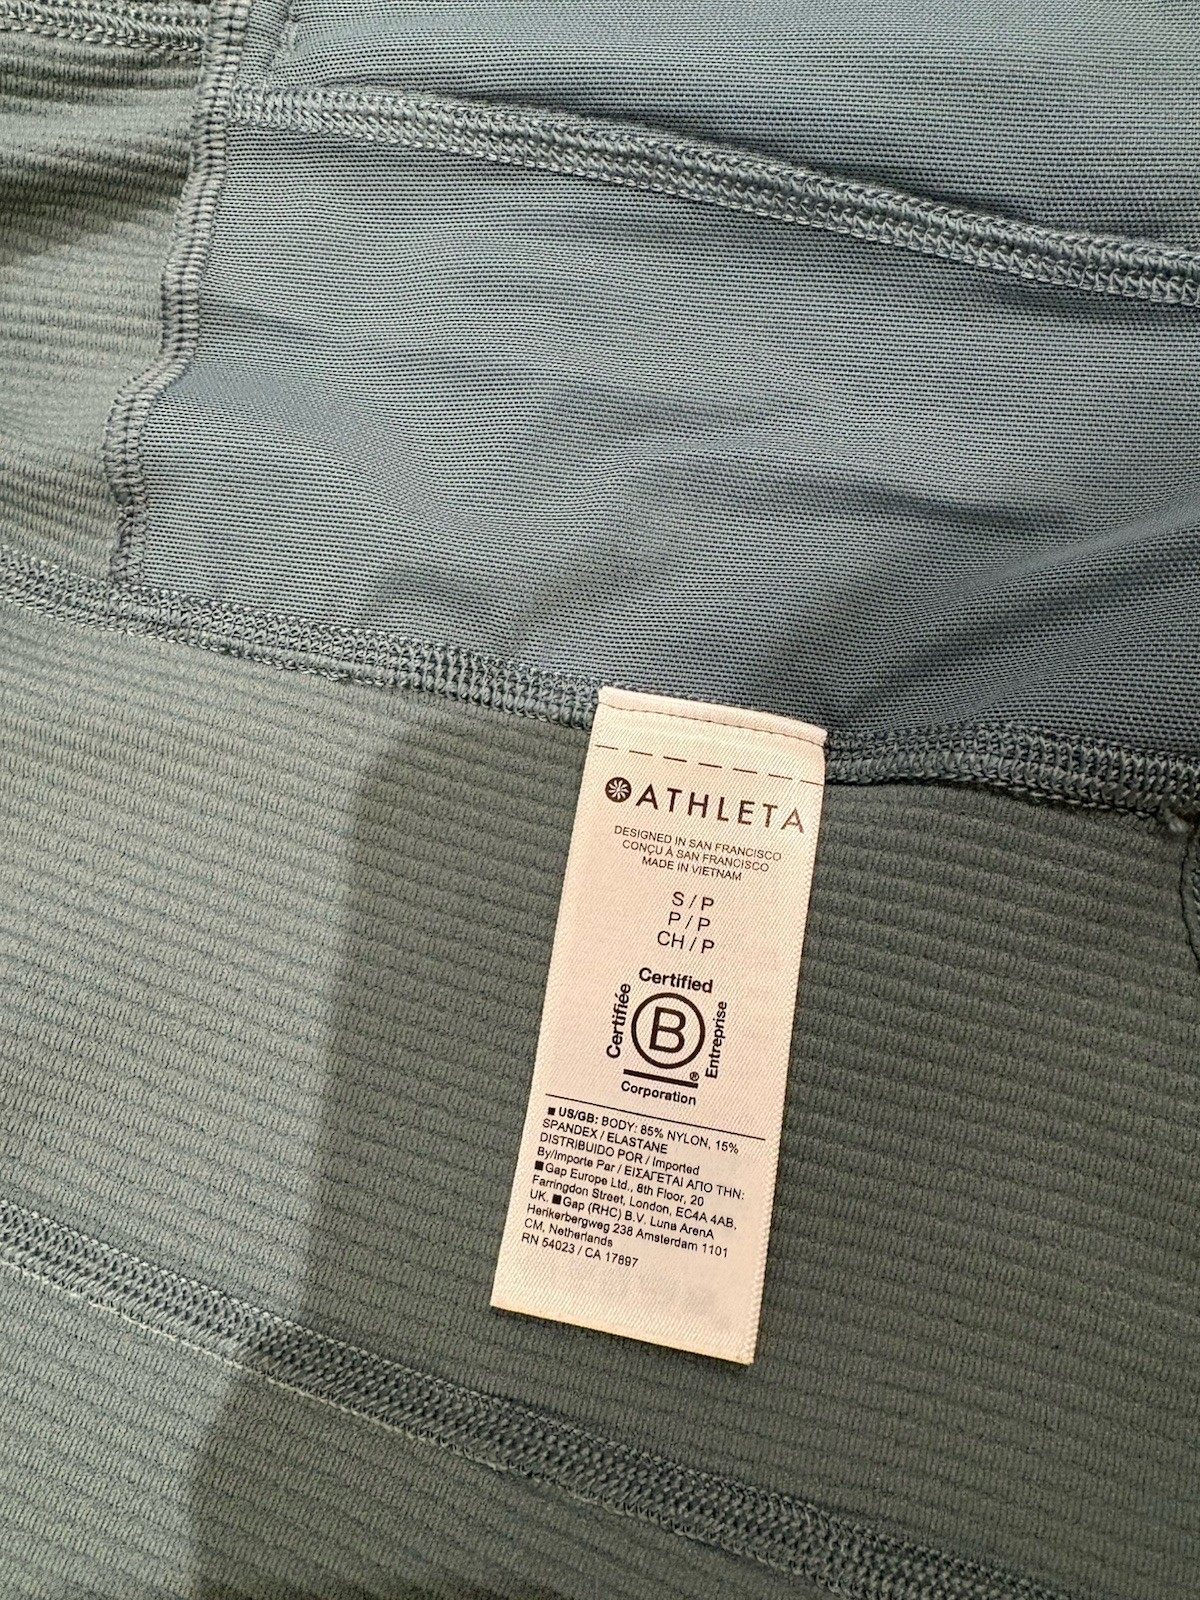 ATHLETA
DESIGNED IN SAN FRANCISCO
CONÇU À SAN FRANCISCO
MADE IN VIETNAM
S / P
P / P
CH / P
Certified
Certifiée
B
Entreprise
®
Corporation
■ US/GB: BODY: 85% NYLON, 15%
SPANDEX / ELASTANE
DISTRIBUIDO POR / Imported
By/Importe Par / ΕΙΣΑΓΕΤΑΙ ΑΠΟ ΤΗΝ:
■Gap Europe Ltd., 8th Floor, 20
Farringdon Street, London, EC4A 4AB,
UK. ■Gap (RHC) B.V. Luna ArenA
Herikerbergweg 238 Amsterdam 1101
CM, Netherlands
RN 54023 / CA 17897